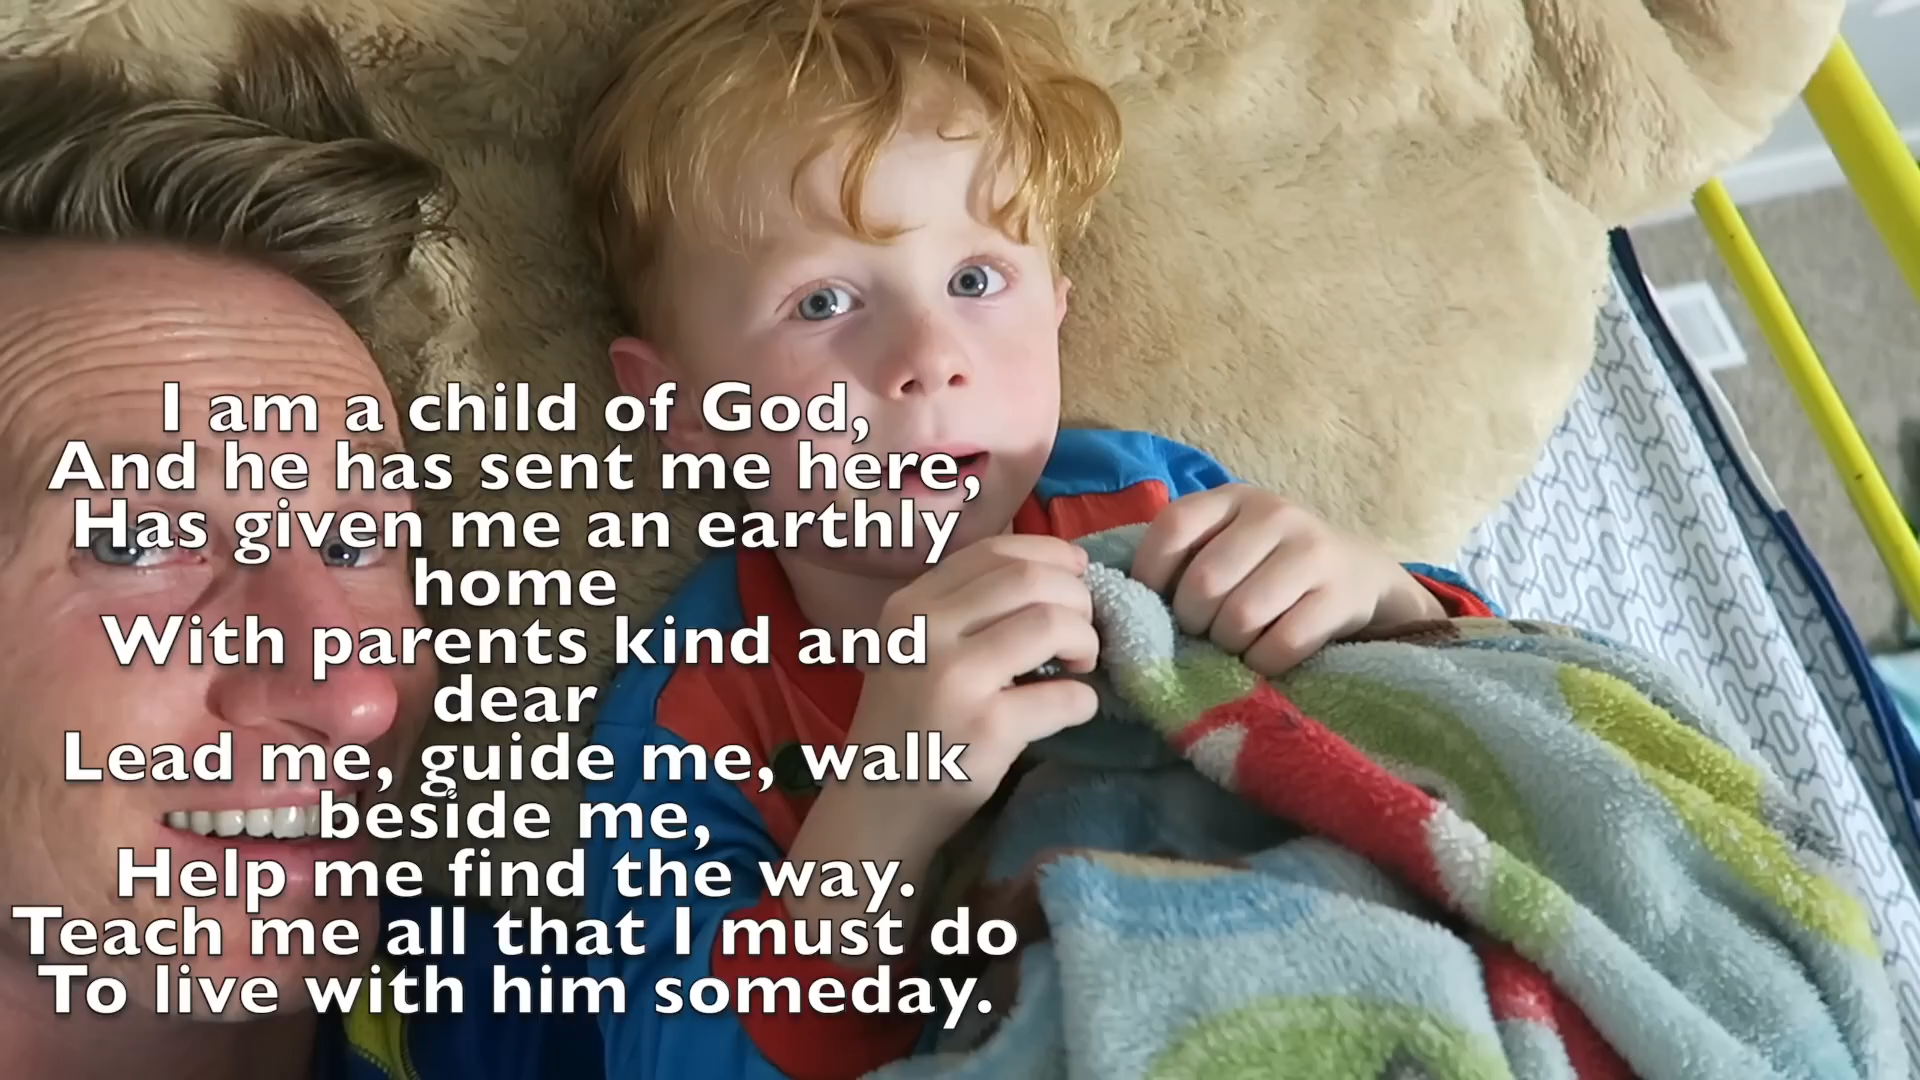 I am a child of God,
And he has sent me here,
Has given me an earthly
home
With parents kind and
dear
Lead me, guide me, walk
beside me,
Help me find the way.
Teach me all that I must do
To live with him someday.